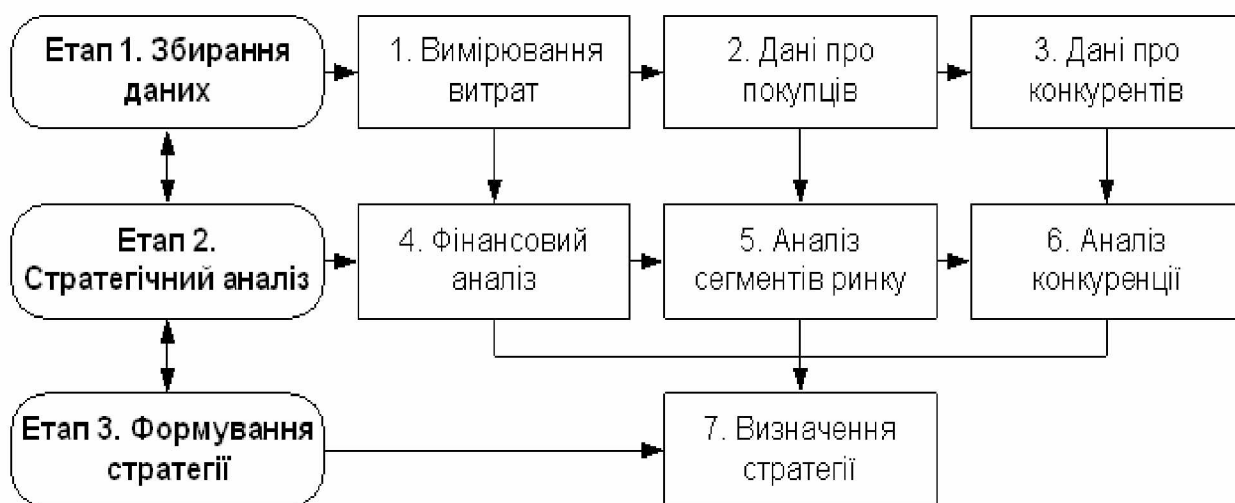 Етап 1. Збирання
даних
1. Вимірювання
витрат
2. Дані про
покупців
3. Дані про
конкурентів
Етап 2.
Стратегічний аналіз
4. Фінансовий
аналіз
5. Аналіз
сегментів ринку
6. Аналіз
конкуренції
Етап 3. Формування
стратегії
7. Визначення
стратегії